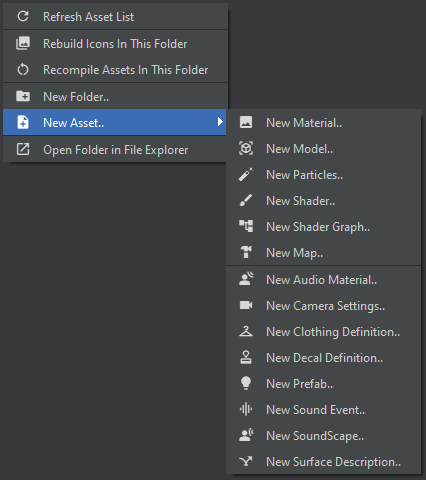 Refresh Asset List
Rebuild Icons In This Folder
Recompile Assets In This Folder
New Folder..
New Asset..
Open Folder in File Explorer
New Material..
New Model..
New Particles..
New Shader..
New Shader Graph..
New Map..
New Audio Material..
New Camera Settings..
New Clothing Definition..
New Decal Definition..
New Prefab..
New Sound Event..
New SoundScape..
New Surface Description..